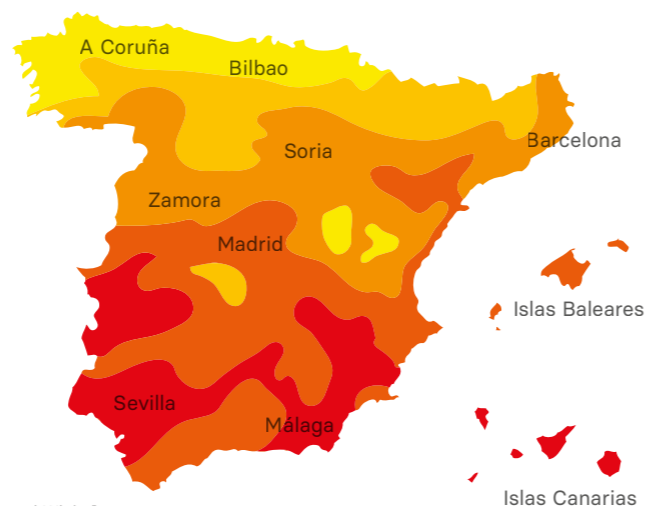 A Coruña
Bilbao
Soria
Barcelona
Zamora
Madrid
Islas Baleares
Sevilla
Málaga
Islas Canarias